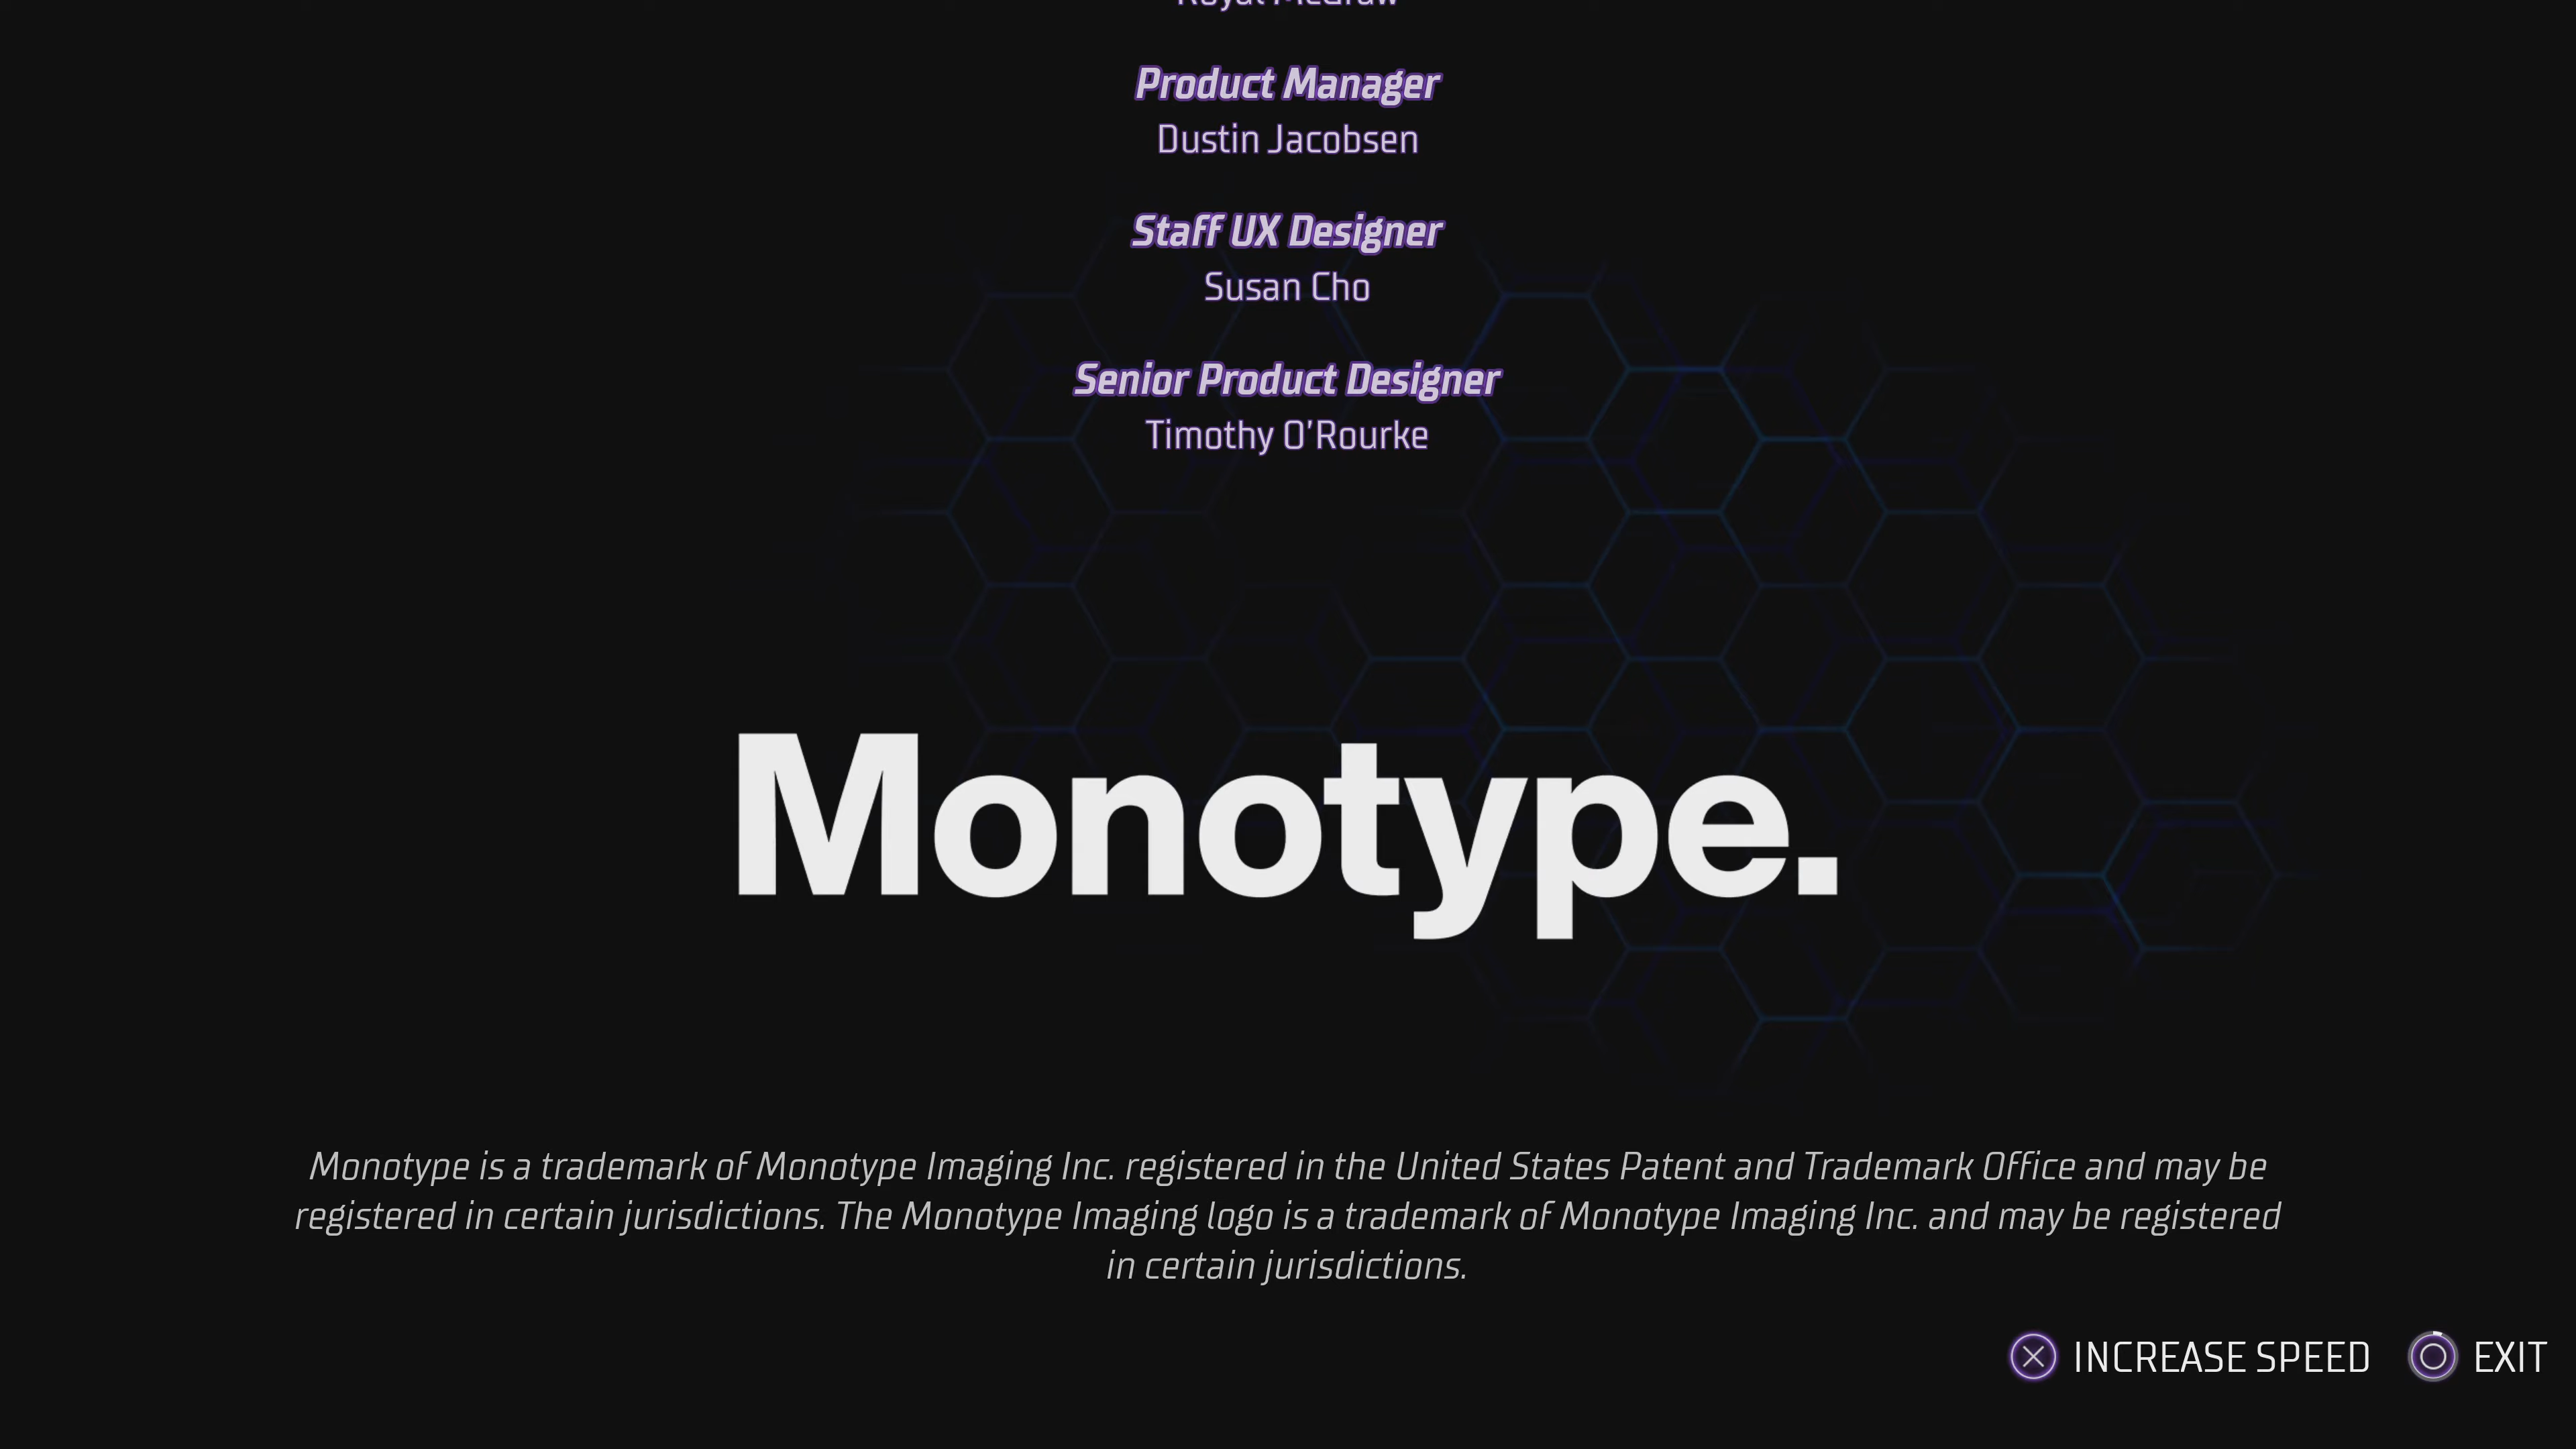 Royal McGraw
Product Manager
Dustin Jacobsen
Staff UX Designer
Susan Cho
Senior Product Designer
Timothy O'Rourke
Monotype.
Monotype is a trademark of Monotype Imaging Inc. registered in the United States Patent and Trademark Office and may be
registered in certain jurisdictions. The Monotype Imaging logo is a trademark of Monotype Imaging Inc. and may be registered
in certain jurisdictions.
INCREASE SPEED EXIT